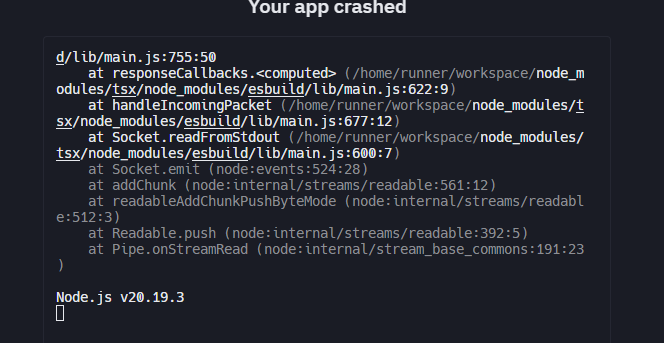 Your app crashed
d/lib/main.js:755:50
    at responseCallbacks.<computed> (/home/runner/workspace/node_m
odules/tsx/node_modules/esbuild/lib/main.js:622:9)
    at handleIncomingPacket (/home/runner/workspace/node_modules/t
sx/node_modules/esbuild/lib/main.js:677:12)
    at Socket.readFromStdout (/home/runner/workspace/node_modules/
tsx/node_modules/esbuild/lib/main.js:600:7)
    at Socket.emit (node:events:524:28)
    at addChunk (node:internal/streams/readable:561:12)
    at readableAddChunkPushByteMode (node:internal/streams/readabl
e:512:3)
    at Readable.push (node:internal/streams/readable:392:5)
    at Pipe.onStreamRead (node:internal/stream_base_commons:191:23
)
Node.js v20.19.3